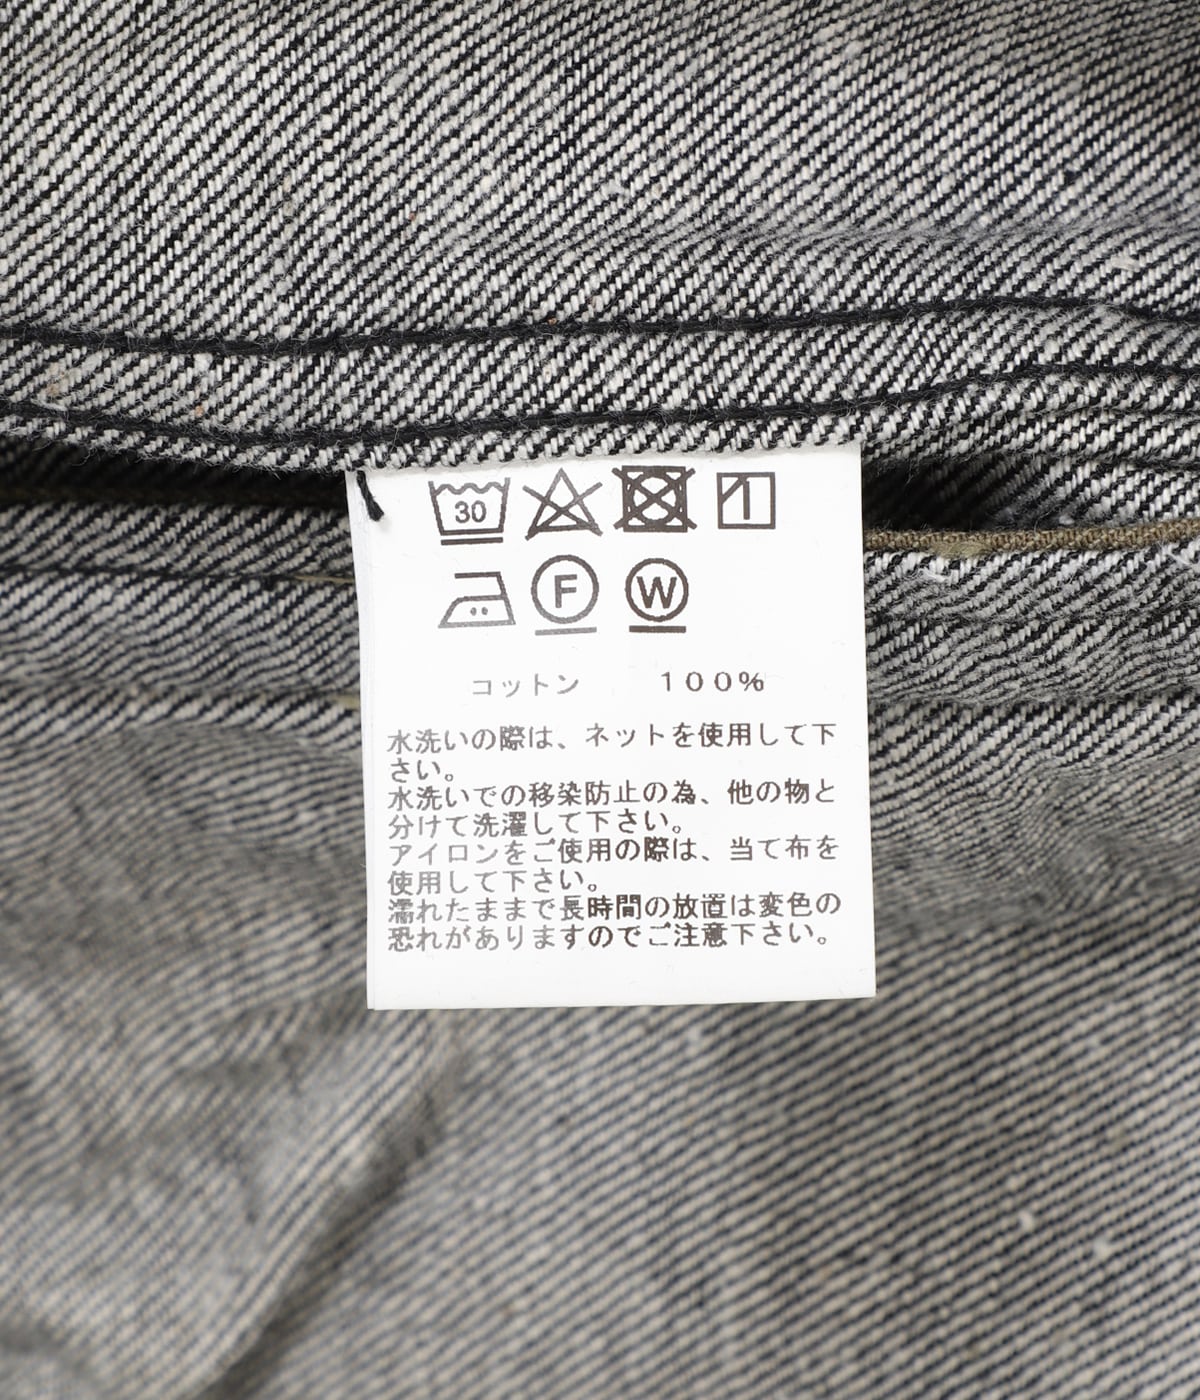 30
F W
コットン 100%
水洗いの際は、ネットを使用して下
さい。
水洗いでの移染防止の為、他の物と
分けて洗濯して下さい。
アイロンをご使用の際は、当て布を
使用して下さい。
濡れたままで長時間の放置は変色の
恐れがありますのでご注意下さい。